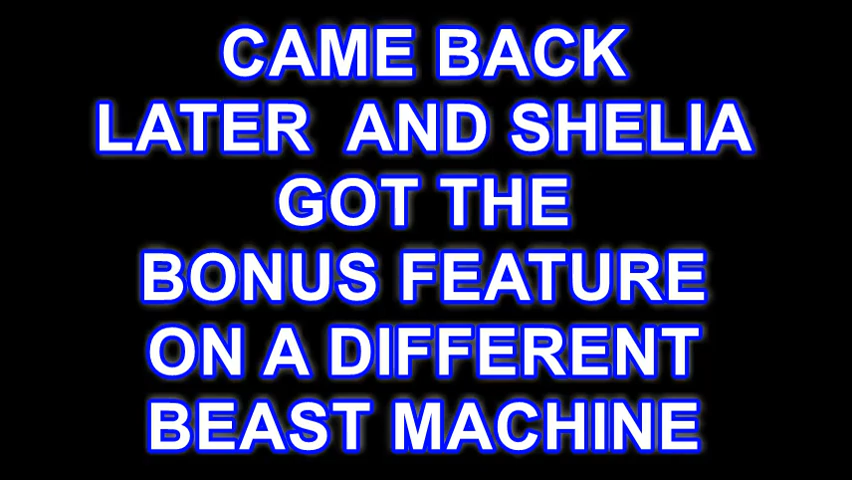 CAME BACK
LATER  AND SHELIA
GOT THE
BONUS FEATURE
ON A DIFFERENT
BEAST MACHINE